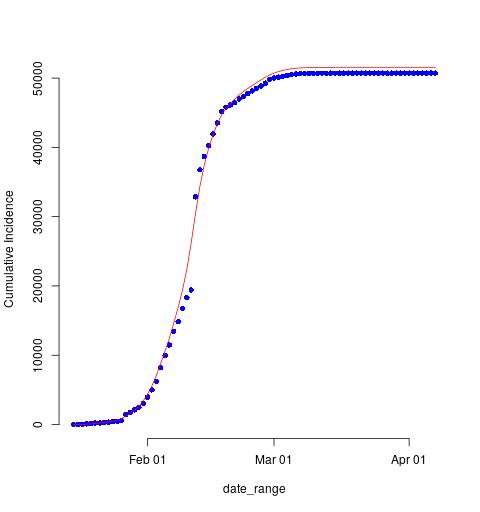 50000
40000
30000
20000
10000
0
Cumulative Incidence
Feb 01
Mar 01
Apr 01
date_range